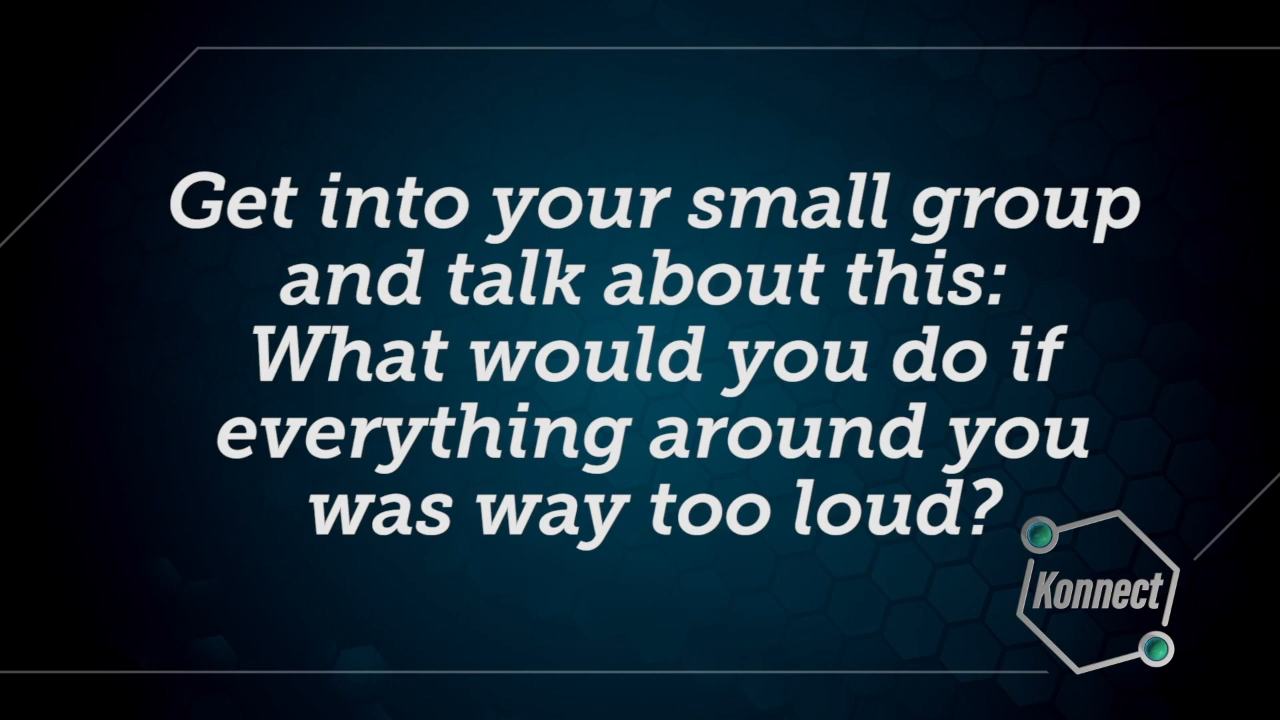 Get into your small group
and talk about this:
What would you do if
everything around you
was way too loud?
Konnect